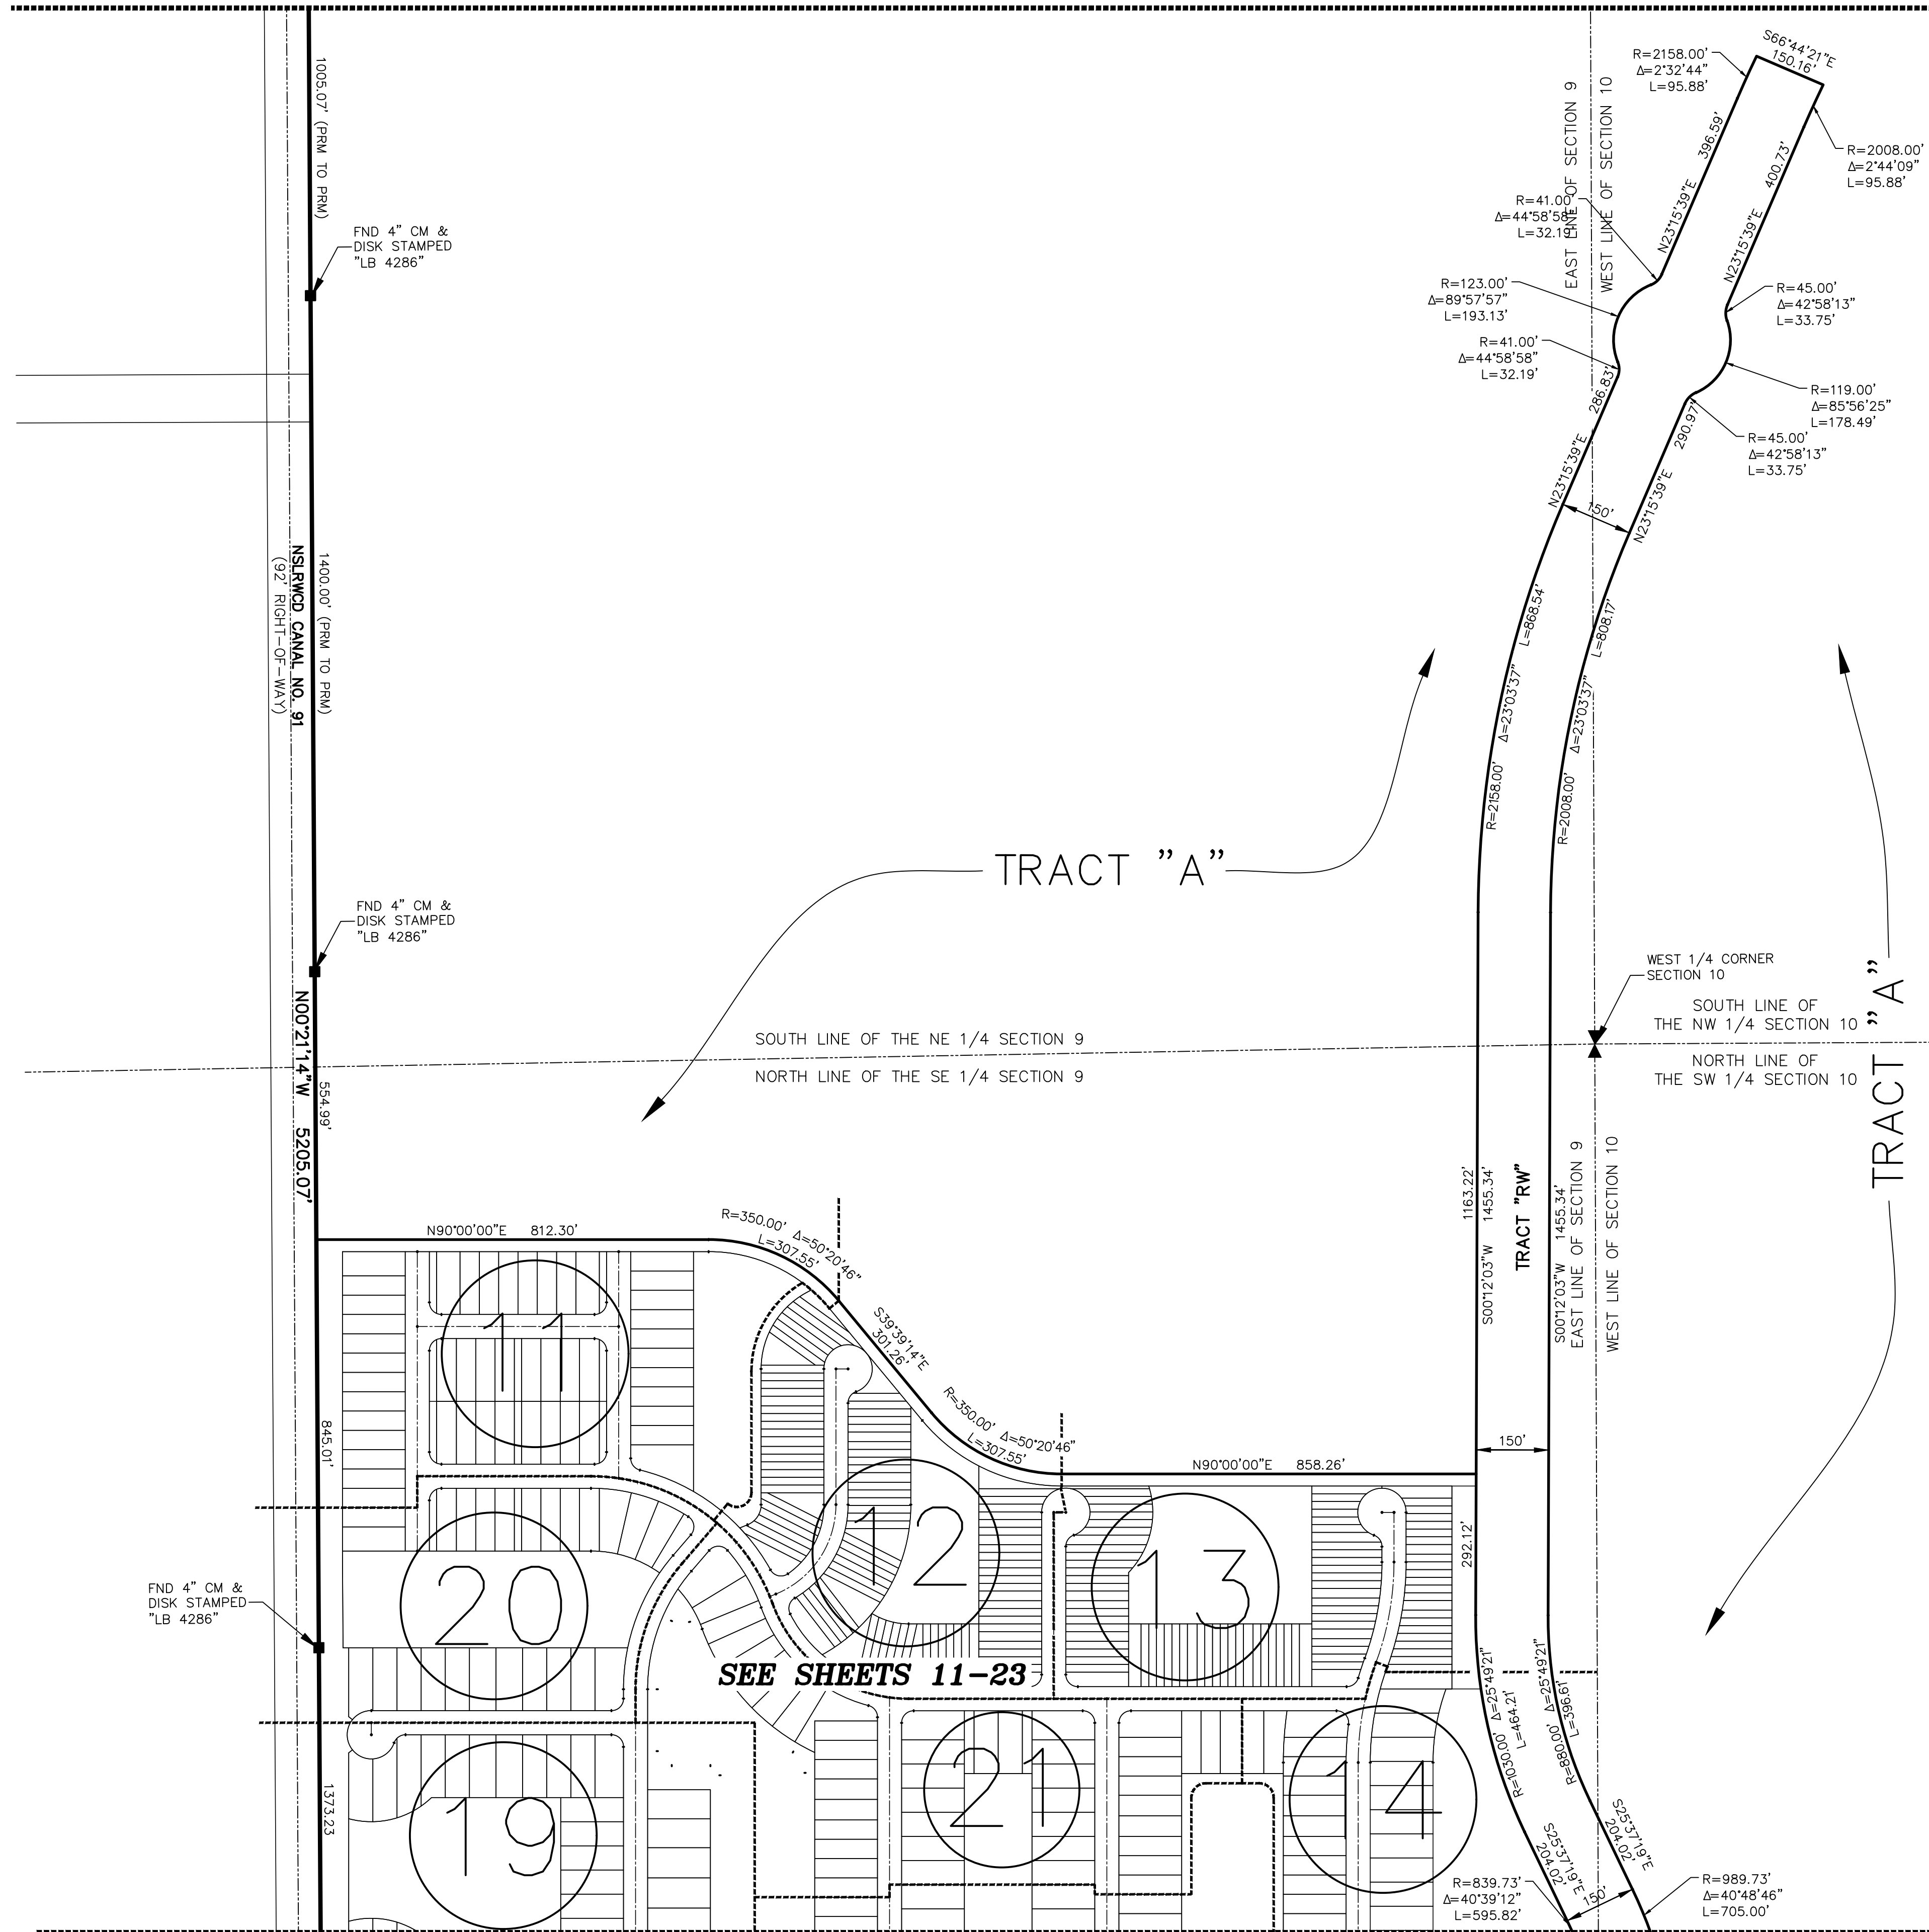 1005.07' (PRM TO PRM)
FND 4" CM &
DISK STAMPED
"LB 4286"
1400.00' (PRM TO PRM)
NSLRWCD CANAL NO. 91
(92' RIGHT-OF-WAY)
FND 4" CM &
DISK STAMPED
"LB 4286"
N00°21'14"W 5205.07'
554.99'
845.01'
FND 4" CM &
DISK STAMPED
"LB 4286"
1373.23
S66°44'21"E
150.16'
R=2158.00'
Δ=2°32'44"
L=95.88'
R=2008.00'
Δ=2°44'09"
L=95.88'
EAST LINE OF SECTION 9
WEST LINE OF SECTION 10
N23°15'39"E 396.59'
N23°15'39"E 400.73'
R=41.00'
Δ=44°58'58"
L=32.19'
R=123.00'
Δ=89°57'57"
L=193.13'
R=41.00'
Δ=44°58'58"
L=32.19'
R=45.00'
Δ=42°58'13"
L=33.75'
R=119.00'
Δ=85°56'25"
L=178.49'
R=45.00'
Δ=42°58'13"
L=33.75'
N23°15'39"E 286.83'
N23°15'39"E 290.97'
150'
R=2158.00' Δ=23°03'37" L=868.54'
R=2008.00' Δ=23°03'37" L=808.17'
TRACT "A"
TRACT "A"
WEST 1/4 CORNER
SECTION 10
SOUTH LINE OF
THE NW 1/4 SECTION 10
NORTH LINE OF
THE SW 1/4 SECTION 10
SOUTH LINE OF THE NE 1/4 SECTION 9
NORTH LINE OF THE SE 1/4 SECTION 9
1163.22'
S00°12'03"W 1455.34'
TRACT "RW"
S00°12'03"W 1455.34'
EAST LINE OF SECTION 9
WEST LINE OF SECTION 10
N90°00'00"E 812.30'
R=350.00' Δ=50°20'46"
L=307.55'
S39°39'14"E
301.26'
R=350.00' Δ=50°20'46"
L=307.55'
N90°00'00"E 858.26'
150'
292.12'
11
12
13
20
SEE SHEETS 11-23
19
21
14
R=1030.00' Δ=25°49'21"
L=464.21'
R=880.00' Δ=25°49'21"
L=396.61'
S25°37'19"E
204.02'
S25°37'19"E
204.02'
150'
R=839.73'
Δ=40°39'12"
L=595.82'
R=989.73'
Δ=40°48'46"
L=705.00'